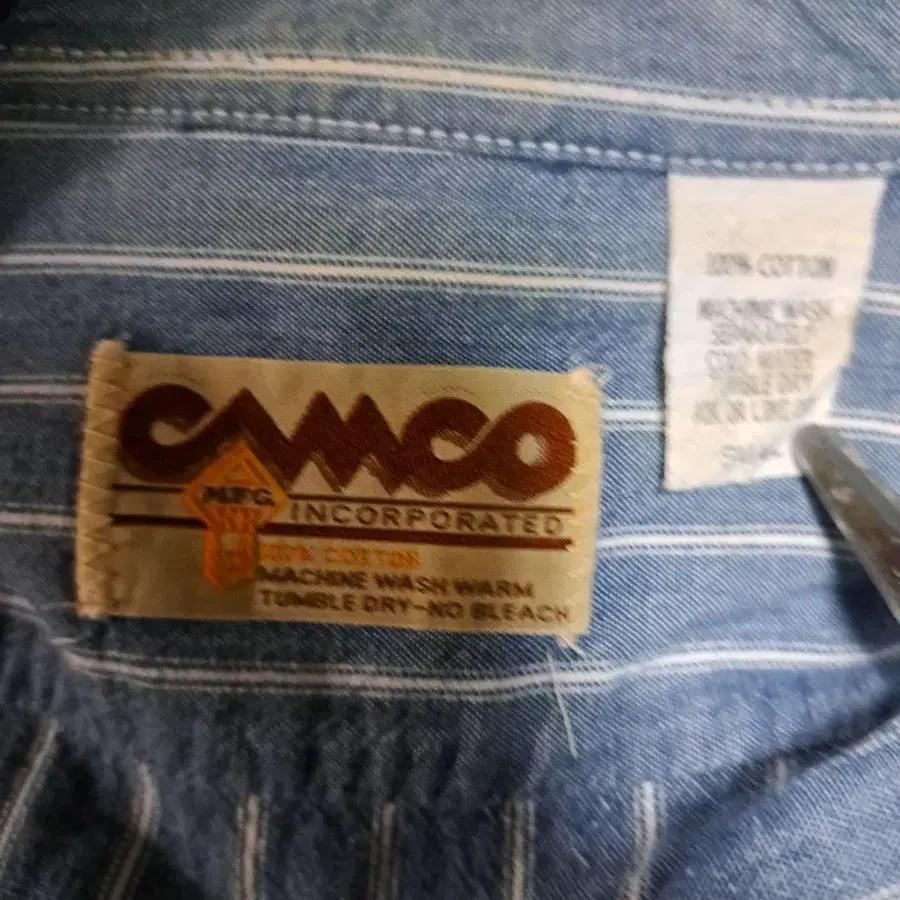 CAMCO
MFG.
INCORPORATED
100% COTTON
MACHINE WASH WARM
TUMBLE DRY-NO BLEACH
100% COTTON
MACHINE WASH
SEPARATELY
COLD WATER
TUMBLE DRY